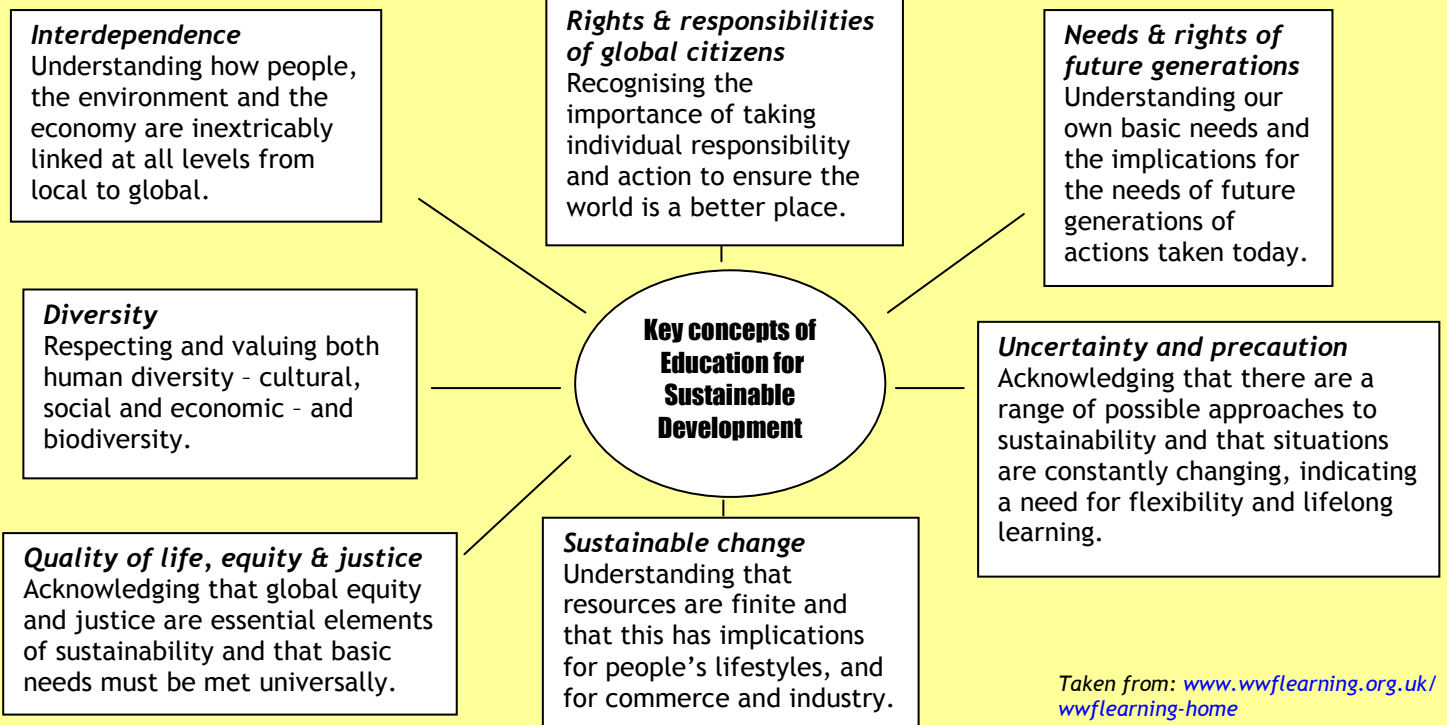 Interdependence
Understanding how people,
the environment and the
economy are inextricably
linked at all levels from
local to global.
Rights & responsibilities
of global citizens
Recognising the
importance of taking
individual responsibility
and action to ensure the
world is a better place.
Needs & rights of
future generations
Understanding our
own basic needs and
the implications for
the needs of future
generations of
actions taken today.
Diversity
Respecting and valuing both
human diversity – cultural,
social and economic – and
biodiversity.
Key concepts of
Education for
Sustainable
Development
Uncertainty and precaution
Acknowledging that there are a
range of possible approaches to
sustainability and that situations
are constantly changing, indicating
a need for flexibility and lifelong
learning.
Quality of life, equity & justice
Acknowledging that global equity
and justice are essential elements
of sustainability and that basic
needs must be met universally.
Sustainable change
Understanding that
resources are finite and
that this has implications
for people’s lifestyles, and
for commerce and industry.
Taken from: www.wwflearning.org.uk/
wwflearning-home